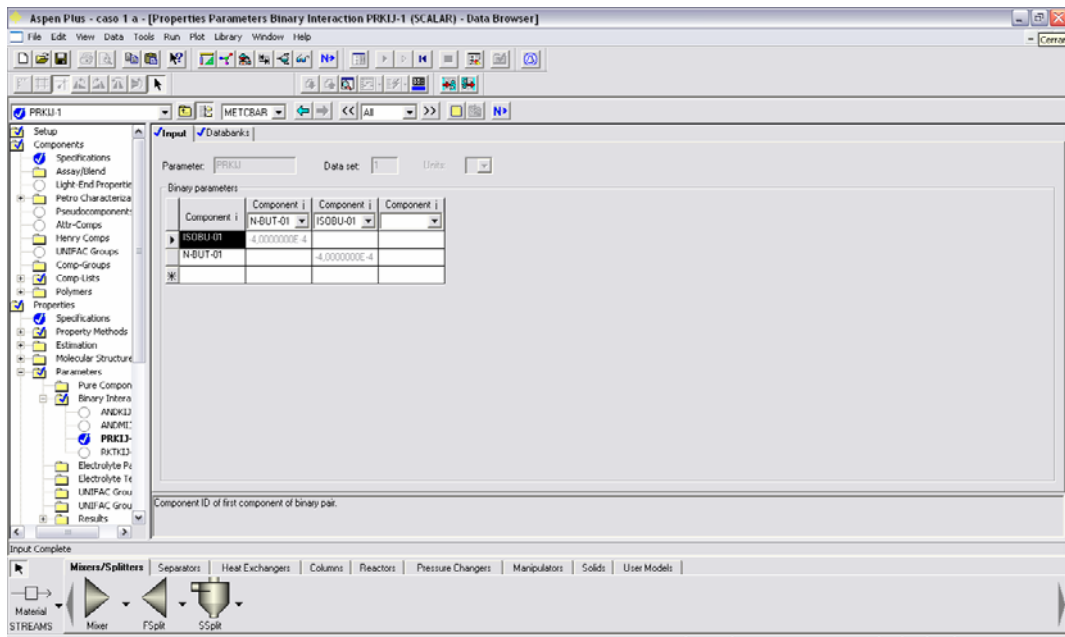 Aspen Plus - caso 1 a - [Properties Parameters Binary Interaction PRKIJ-1 (SCALAR) - Data Browser]
File Edit View Data Tools Run Plot Library Window Help
Cerrar
N>
PRKIJ-1 METCBAR << All >> N>
Setup
Components
Specifications
Assay/Blend
Light-End Propertie
Petro Characteriza
Pseudocomponents
Attr-Comps
Henry Comps
UNIFAC Groups
Comp-Groups
Comp-Lists
Polymers
Properties
Specifications
Property Methods
Estimation
Molecular Structure
Parameters
Pure Compon
Binary Intera
ANDKIJ
ANDMI
PRKIJ-
RKTKIJ-
Electrolyte Pa
Electrolyte Te
UNIFAC Grou
UNIFAC Grou
Results
Input Databanks
Parameter: PRKIJ Data set: 1 Units:
Binary parameters
Component i Component j Component j Component j
N-BUT-01 ISOBU-01
ISOBU-01 -4,0000000E-4
N-BUT-01 -4,0000000E-4
Component ID of first component of binary pair.
Input Complete
Mixers/Splitters Separators Heat Exchangers Columns Reactors Pressure Changers Manipulators Solids User Models
Material
STREAMS Mixer FSplit SSplit